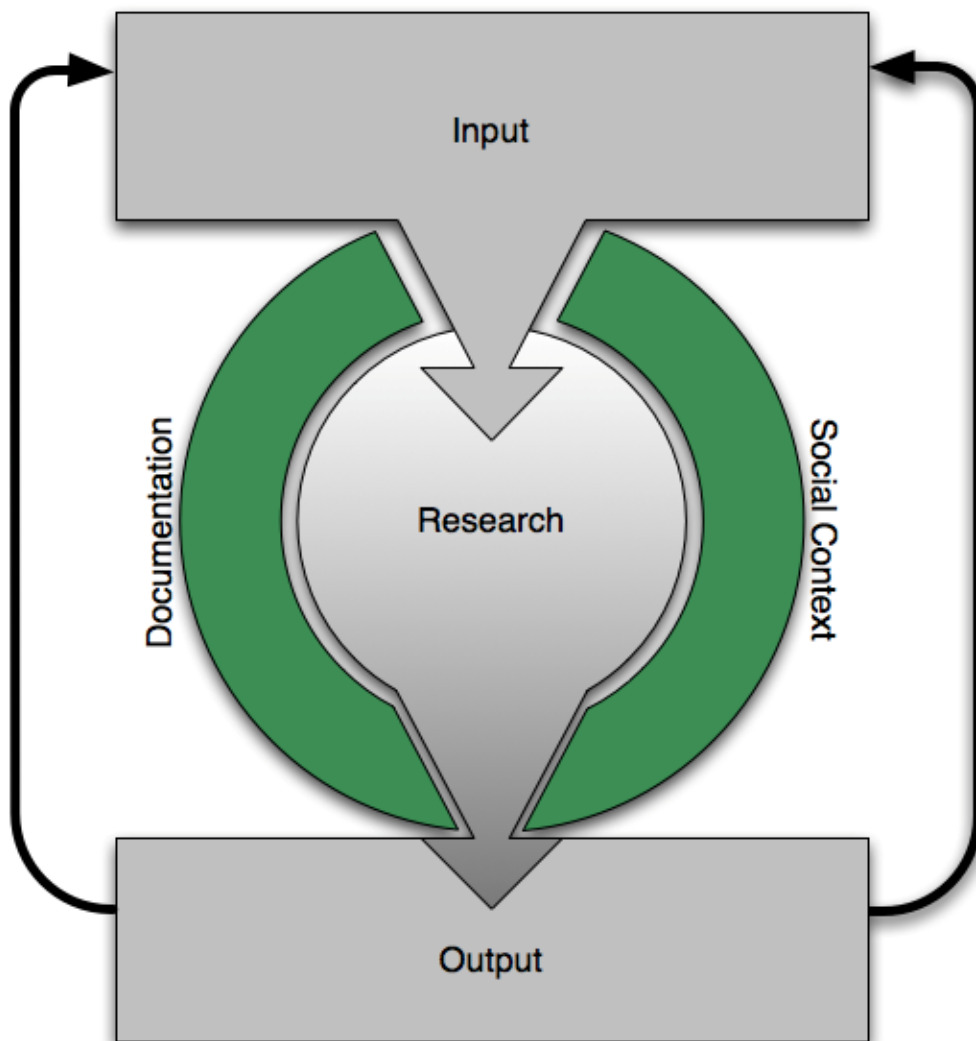 Input
Documentation
Research
Social Context
Output